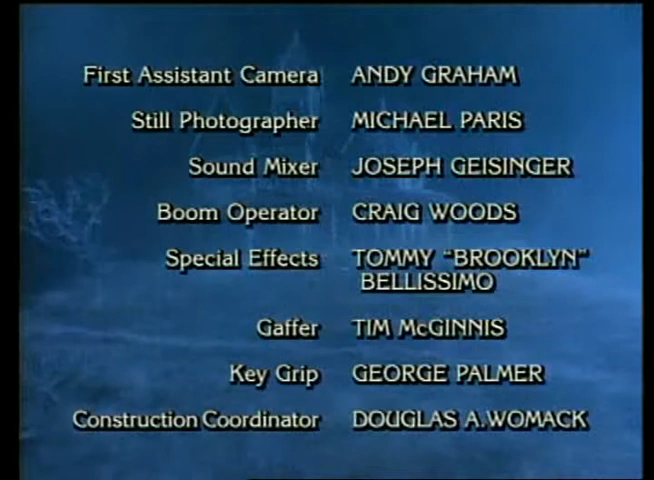 First Assistant Camera ANDY GRAHAM
Still Photographer MICHAEL PARIS
Sound Mixer JOSEPH GEISINGER
Boom Operator CRAIG WOODS
Special Effects TOMMY "BROOKLYN"
BELLISSIMO
Gaffer TIM McGINNIS
Key Grip GEORGE PALMER
Construction Coordinator DOUGLAS A. WOMACK